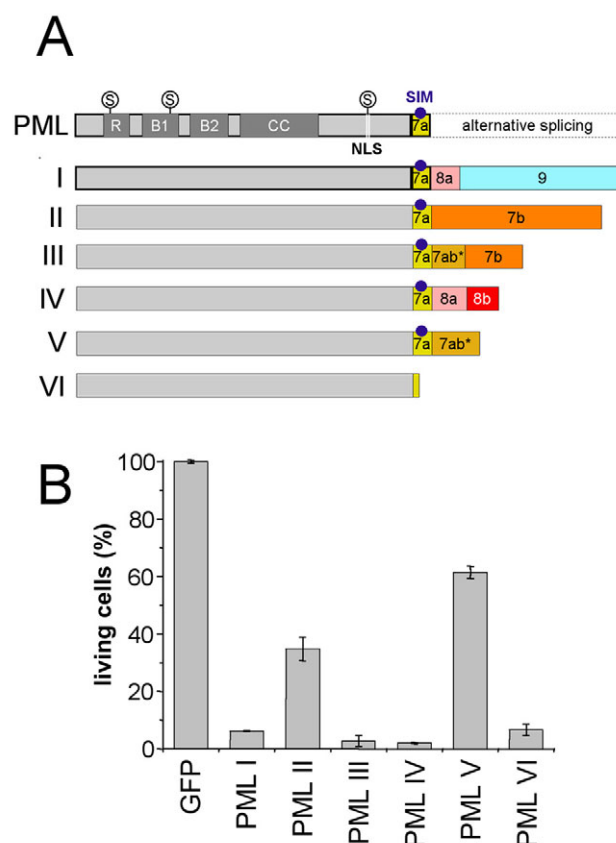 A
S S S SIM
PML R B1 B2 CC 7a alternative splicing
NLS
I 7a 8a 9
II 7a 7b
III 7a 7ab* 7b
IV 7a 8a 8b
V 7a 7ab*
VI
B
living cells (%)
100
80
60
40
20
0
GFP PML I PML II PML III PML IV PML V PML VI